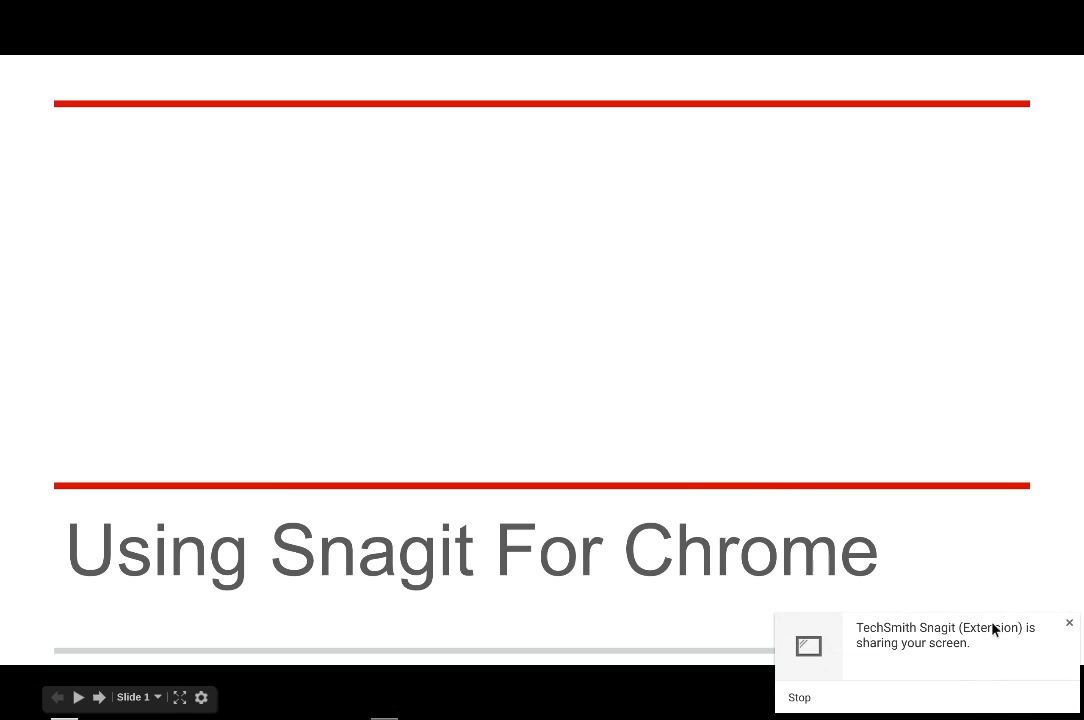 Using Snagit For Chrome
TechSmith Snagit (Extension) is
sharing your screen.
Stop
Slide 1